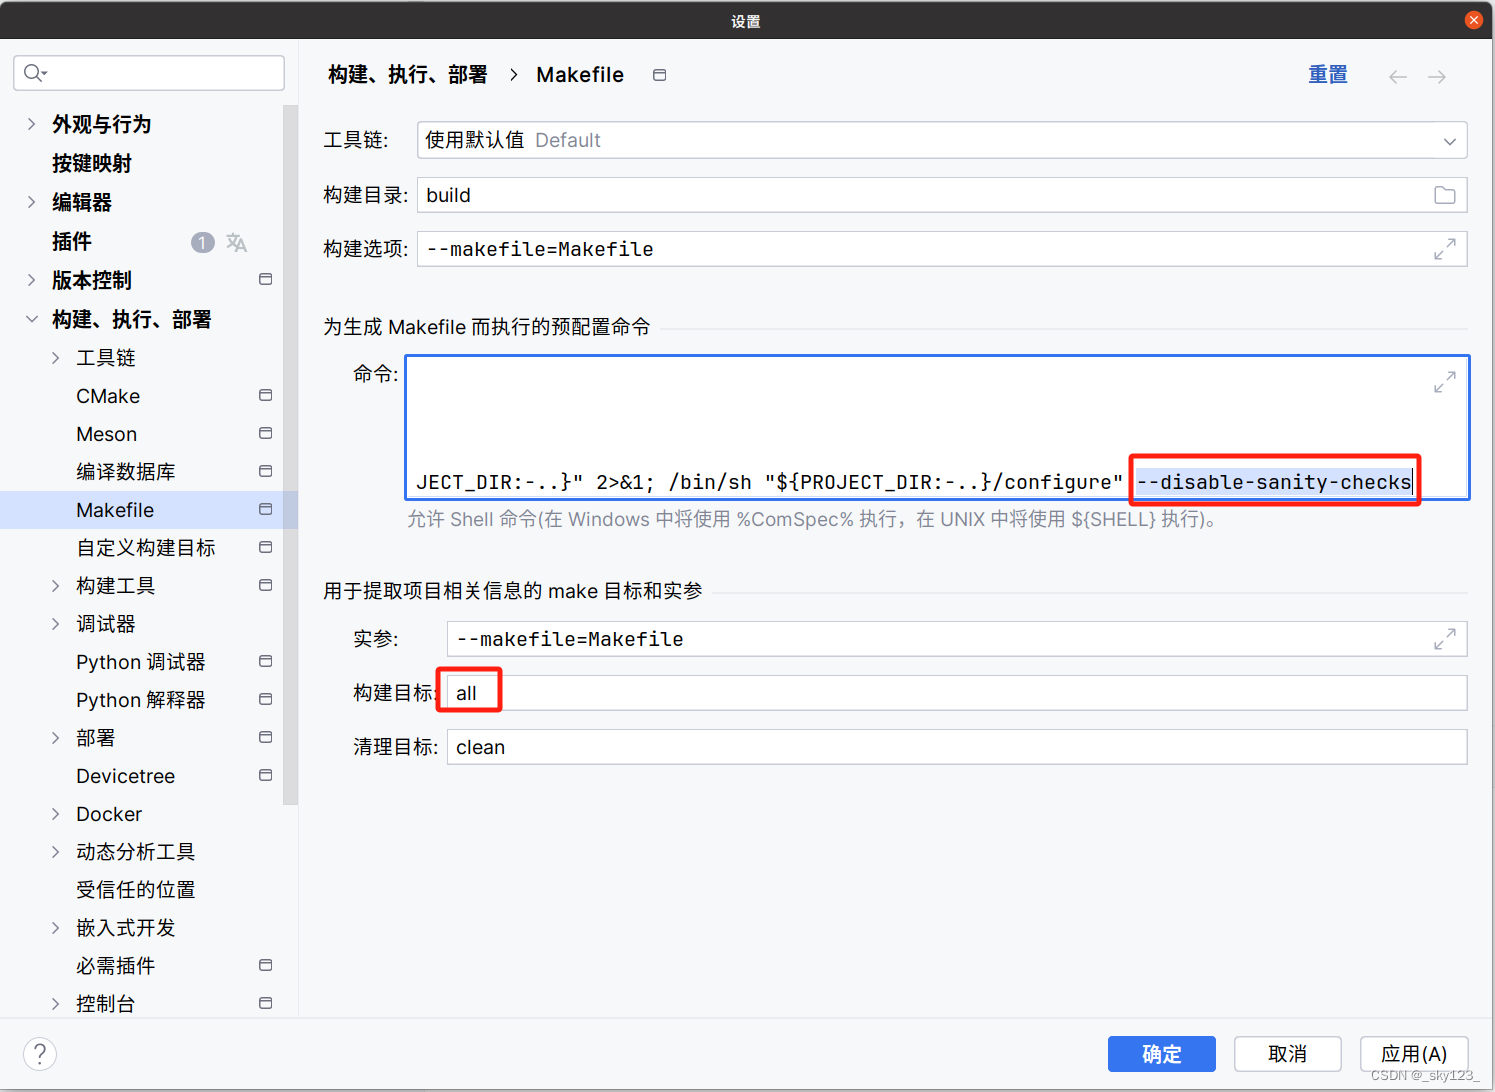 设置
构建、执行、部署 › Makefile
重置
外观与行为
按键映射
编辑器
插件 1
版本控制
构建、执行、部署
工具链
CMake
Meson
编译数据库
Makefile
自定义构建目标
构建工具
调试器
Python 调试器
Python 解释器
部署
Devicetree
Docker
动态分析工具
受信任的位置
嵌入式开发
必需插件
控制台
工具链: 使用默认值 Default
构建目录: build
构建选项: --makefile=Makefile
为生成 Makefile 而执行的预配置命令
命令:
JECT_DIR:-..}" 2>&1; /bin/sh "${PROJECT_DIR:-..}/configure" --disable-sanity-checks
允许 Shell 命令(在 Windows 中将使用 %ComSpec% 执行，在 UNIX 中将使用 ${SHELL} 执行)。
用于提取项目相关信息的 make 目标和实参
实参: --makefile=Makefile
构建目标: all
清理目标: clean
?
确定
取消
应用(A)
CSDN @_sky123_